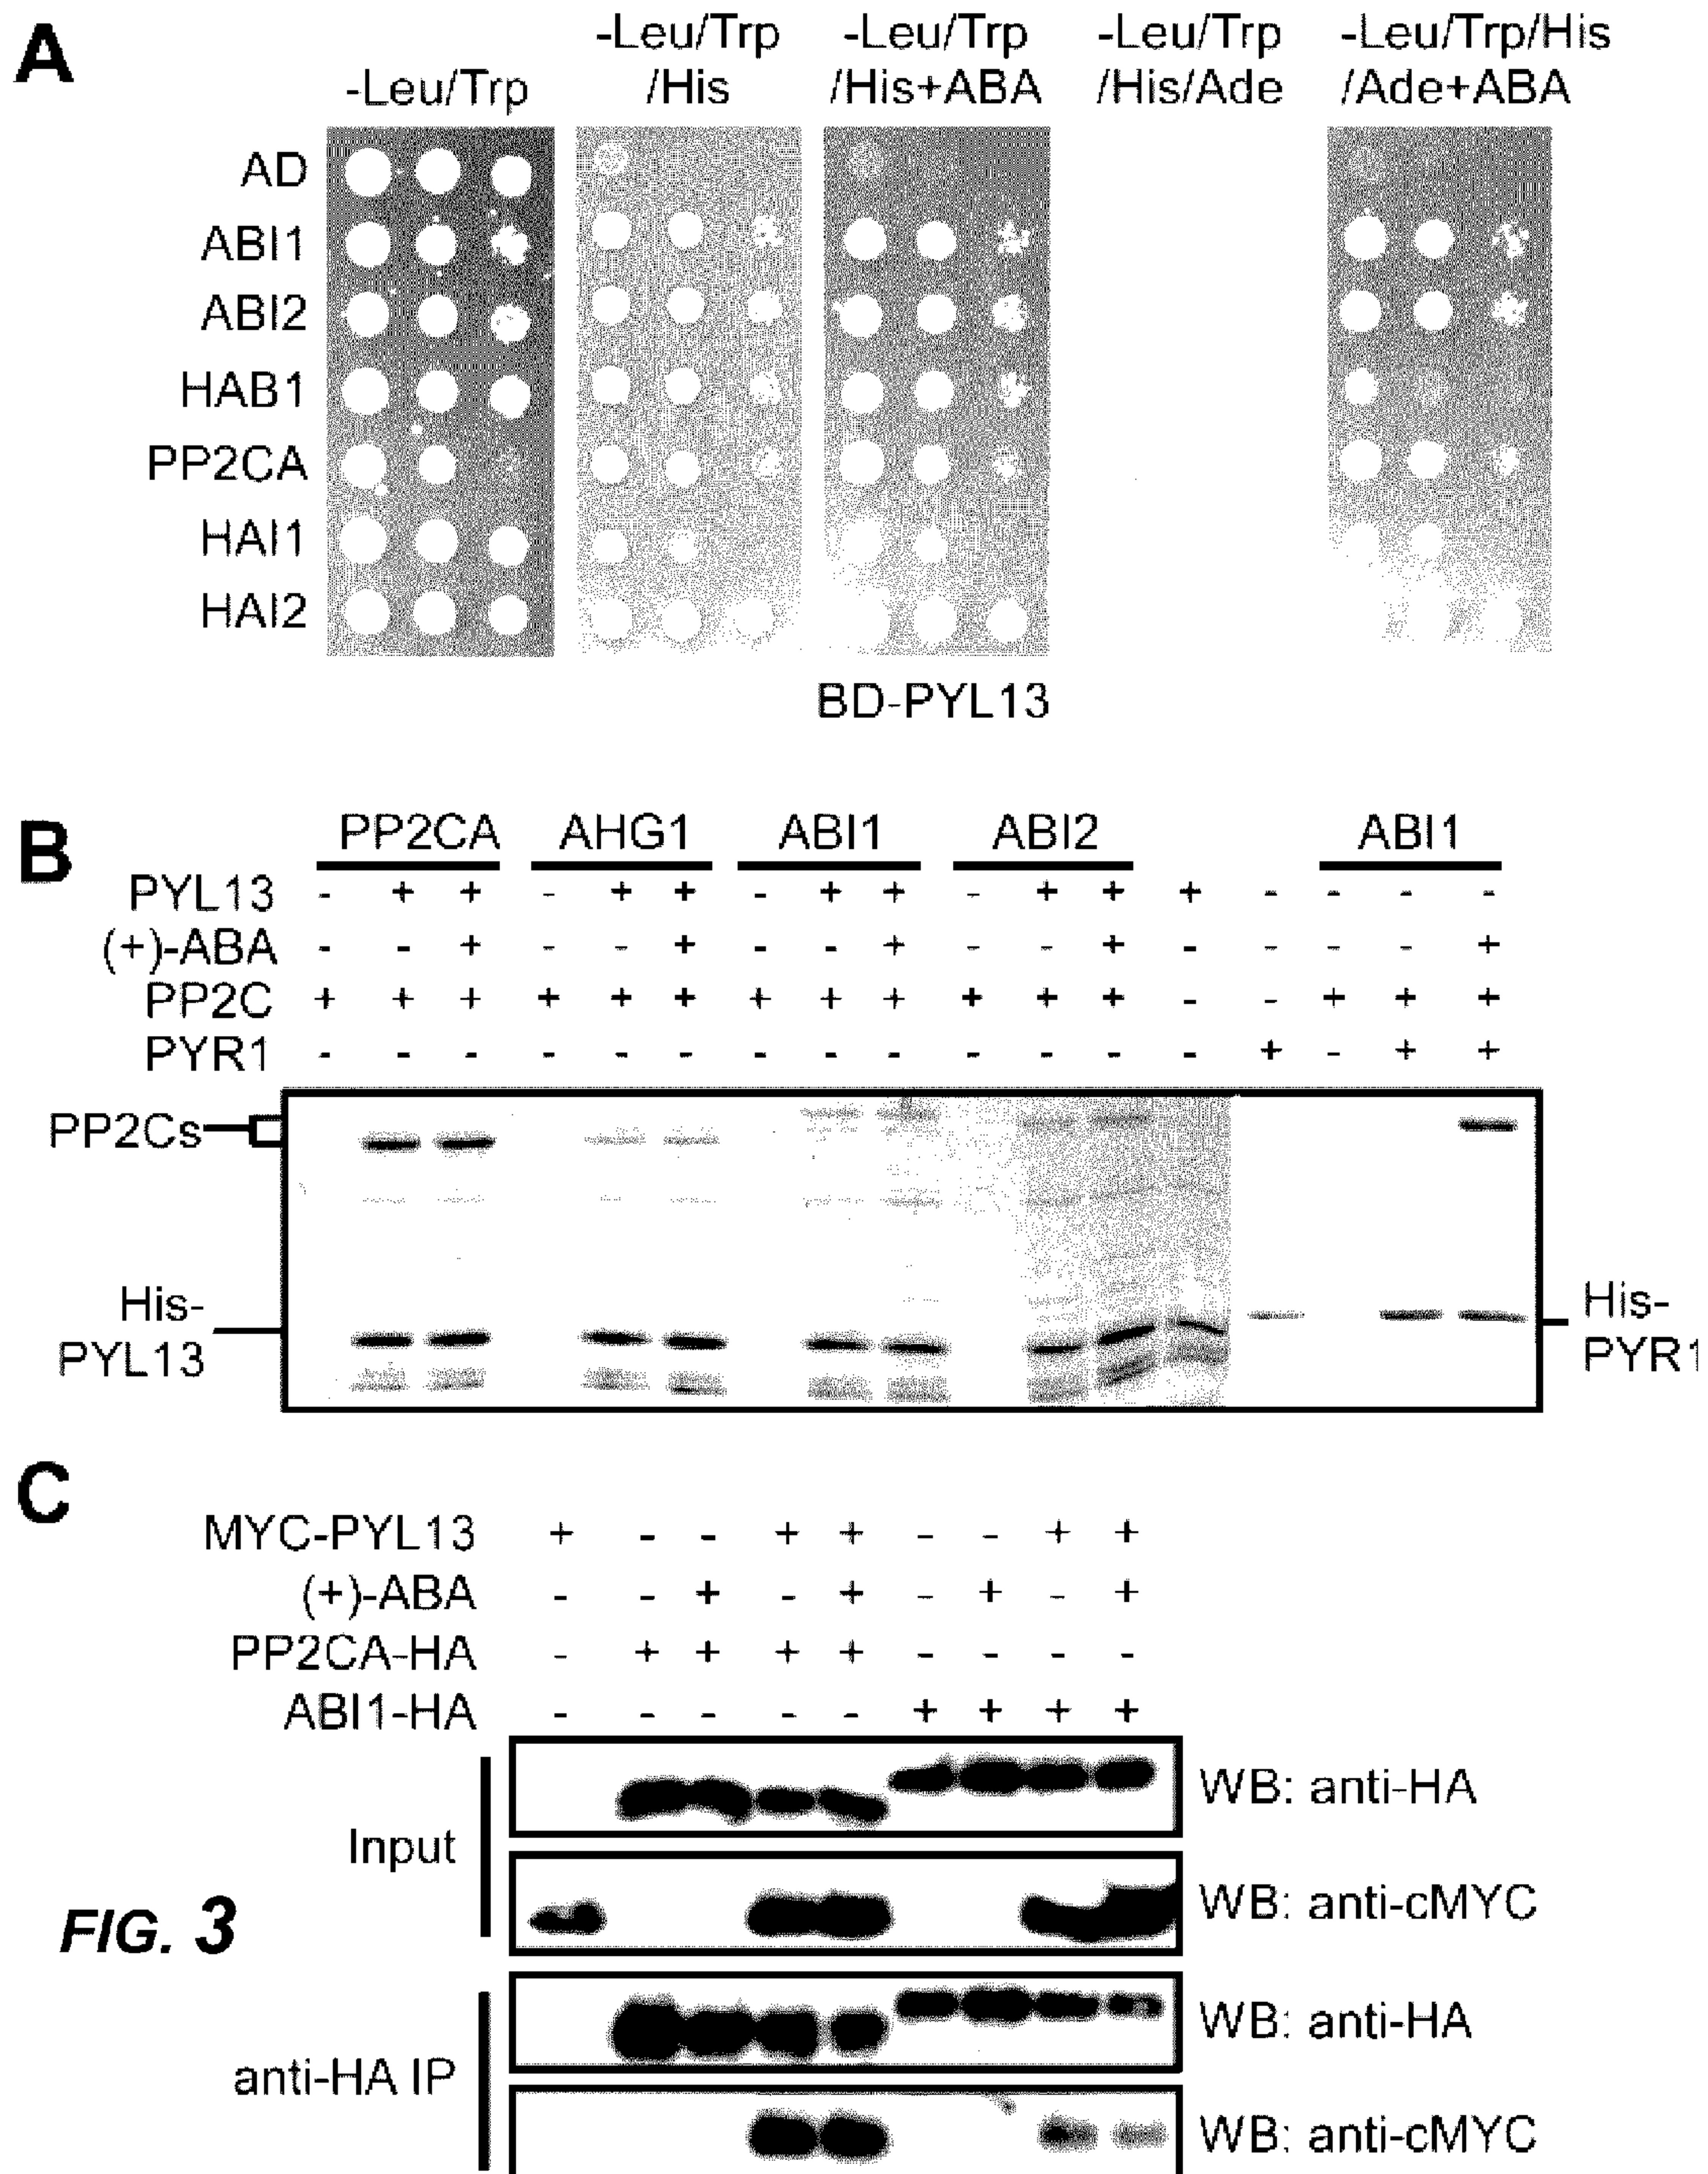 A
-Leu/Trp
-Leu/Trp
/His
-Leu/Trp
/His+ABA
-Leu/Trp
/His/Ade
-Leu/Trp/His
/Ade+ABA
AD
ABI1
ABI2
HAB1
PP2CA
HAI1
HAI2
BD-PYL13
B
PP2CA AHG1 ABI1 ABI2 ABI1
PYL13 - + + - + + - + + - + + + - - - -
(+)-ABA - - + - - + - - + - - + - - - - +
PP2C + + + + + + + + + + + + - - + + +
PYR1 - - - - - - - - - - - - - + - + +
PP2Cs
His-
PYL13
His-
PYR1
C
MYC-PYL13 + - - + + - - + +
(+)-ABA - - + - + - + - +
PP2CA-HA - + + + + - - - -
ABI1-HA - - - - - + + + +
Input
WB: anti-HA
WB: anti-cMYC
FIG. 3
anti-HA IP
WB: anti-HA
WB: anti-cMYC